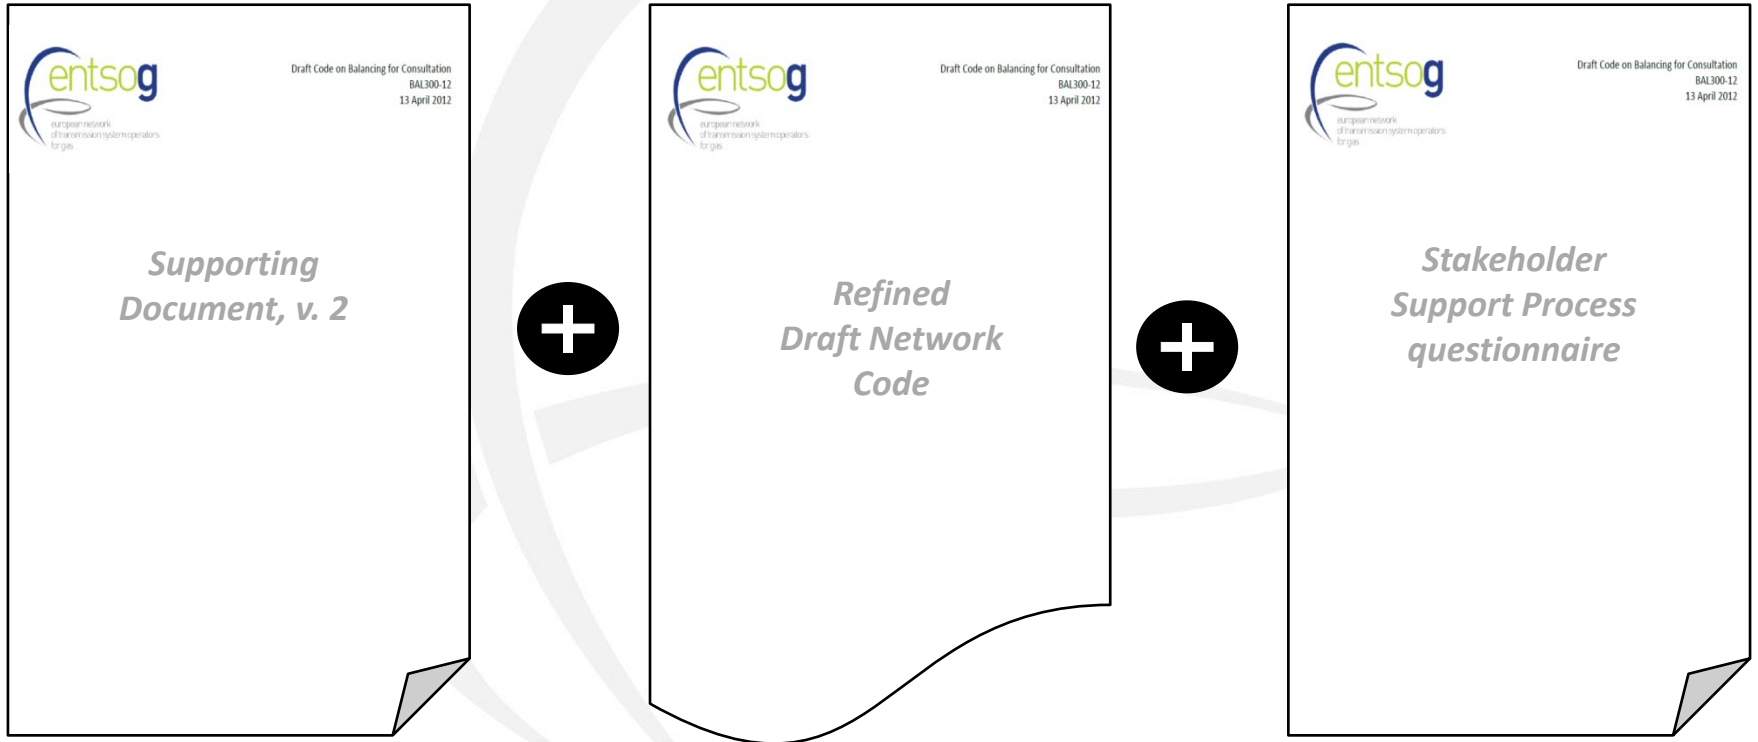 entsog
european network
of transmission system operators
for gas
Draft Code on Balancing for Consultation
BAL300-12
13 April 2012
Supporting
Document, v. 2
entsog
european network
of transmission system operators
for gas
Draft Code on Balancing for Consultation
BAL300-12
13 April 2012
Refined
Draft Network
Code
entsog
european network
of transmission system operators
for gas
Draft Code on Balancing for Consultation
BAL300-12
13 April 2012
Stakeholder
Support Process
questionnaire